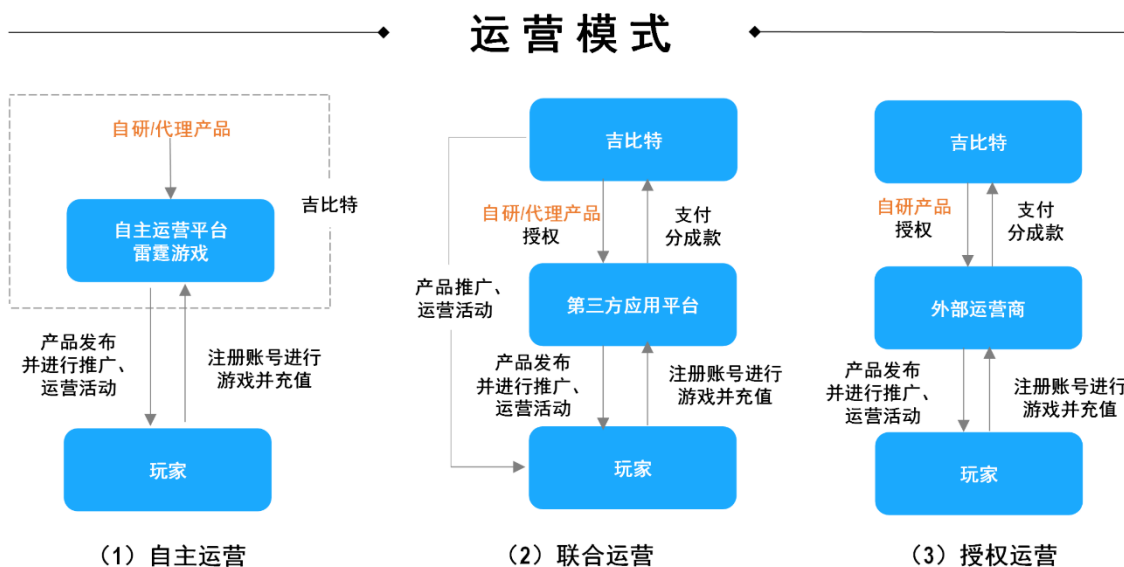 运营模式
自研/代理产品
吉比特
自主运营平台
雷霆游戏
产品发布
并进行推广、
运营活动
注册账号进行
游戏并充值
玩家
（1）自主运营
吉比特
自研/代理产品
授权
支付
分成款
产品推广、
运营活动
第三方应用平台
产品发布
并进行推广、
运营活动
注册账号进行
游戏并充值
玩家
（2）联合运营
吉比特
自研产品
授权
支付
分成款
外部运营商
产品发布
并进行推广、
运营活动
注册账号进行
游戏并充值
玩家
（3）授权运营